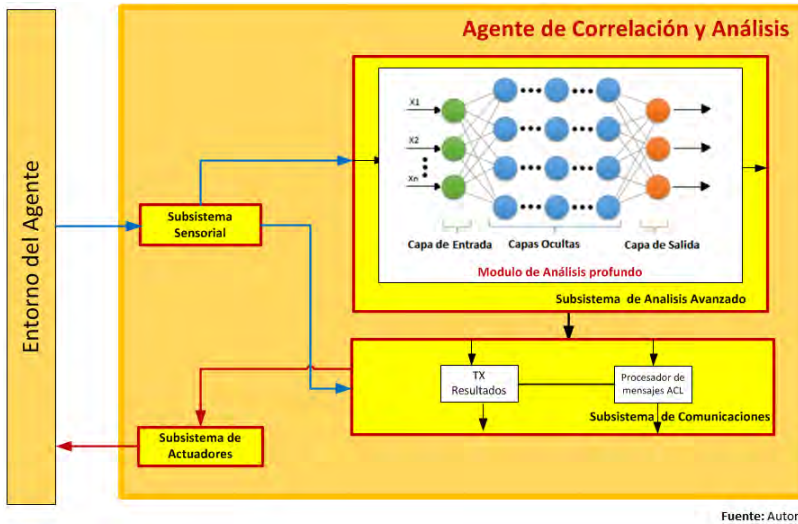 Agente de Correlación y Análisis
Entorno del Agente
X1
X2
Xn
Capa de Entrada
Capas Ocultas
Capa de Salida
Modulo de Análisis profundo
Subsistema de Analisis Avanzado
Subsistema
Sensorial
TX
Resultados
Procesador de
mensajes ACL
Subsistema de Comunicaciones
Subsistema de
Actuadores
Fuente: Autor